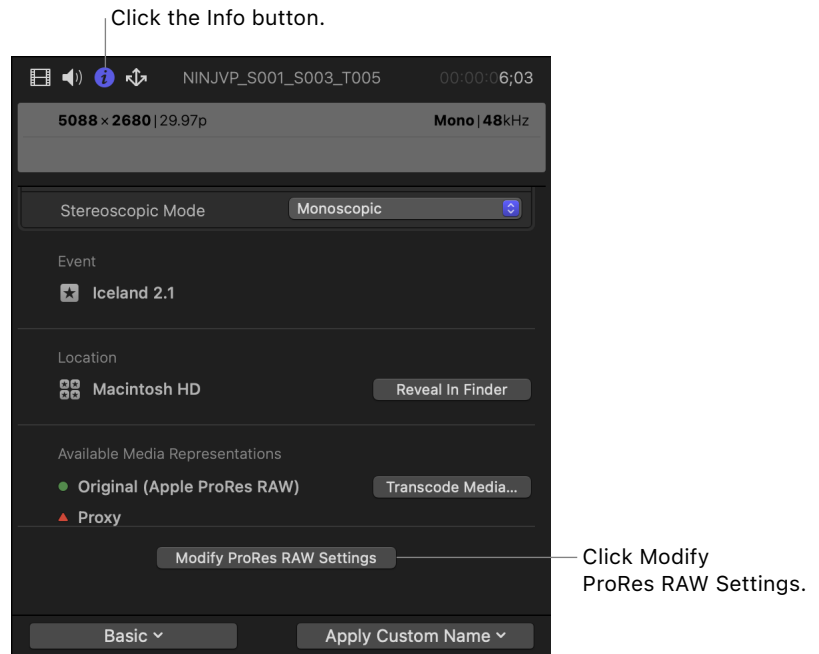 Click the Info button.
NINJVP_S001_S003_T005 00:00:06;03
5088 × 2680 | 29.97p Mono | 48kHz
Stereoscopic Mode Monoscopic
Event
Iceland 2.1
Location
Macintosh HD Reveal In Finder
Available Media Representations
Original (Apple ProRes RAW) Transcode Media...
Proxy
Modify ProRes RAW Settings
Click Modify
ProRes RAW Settings.
Basic Apply Custom Name